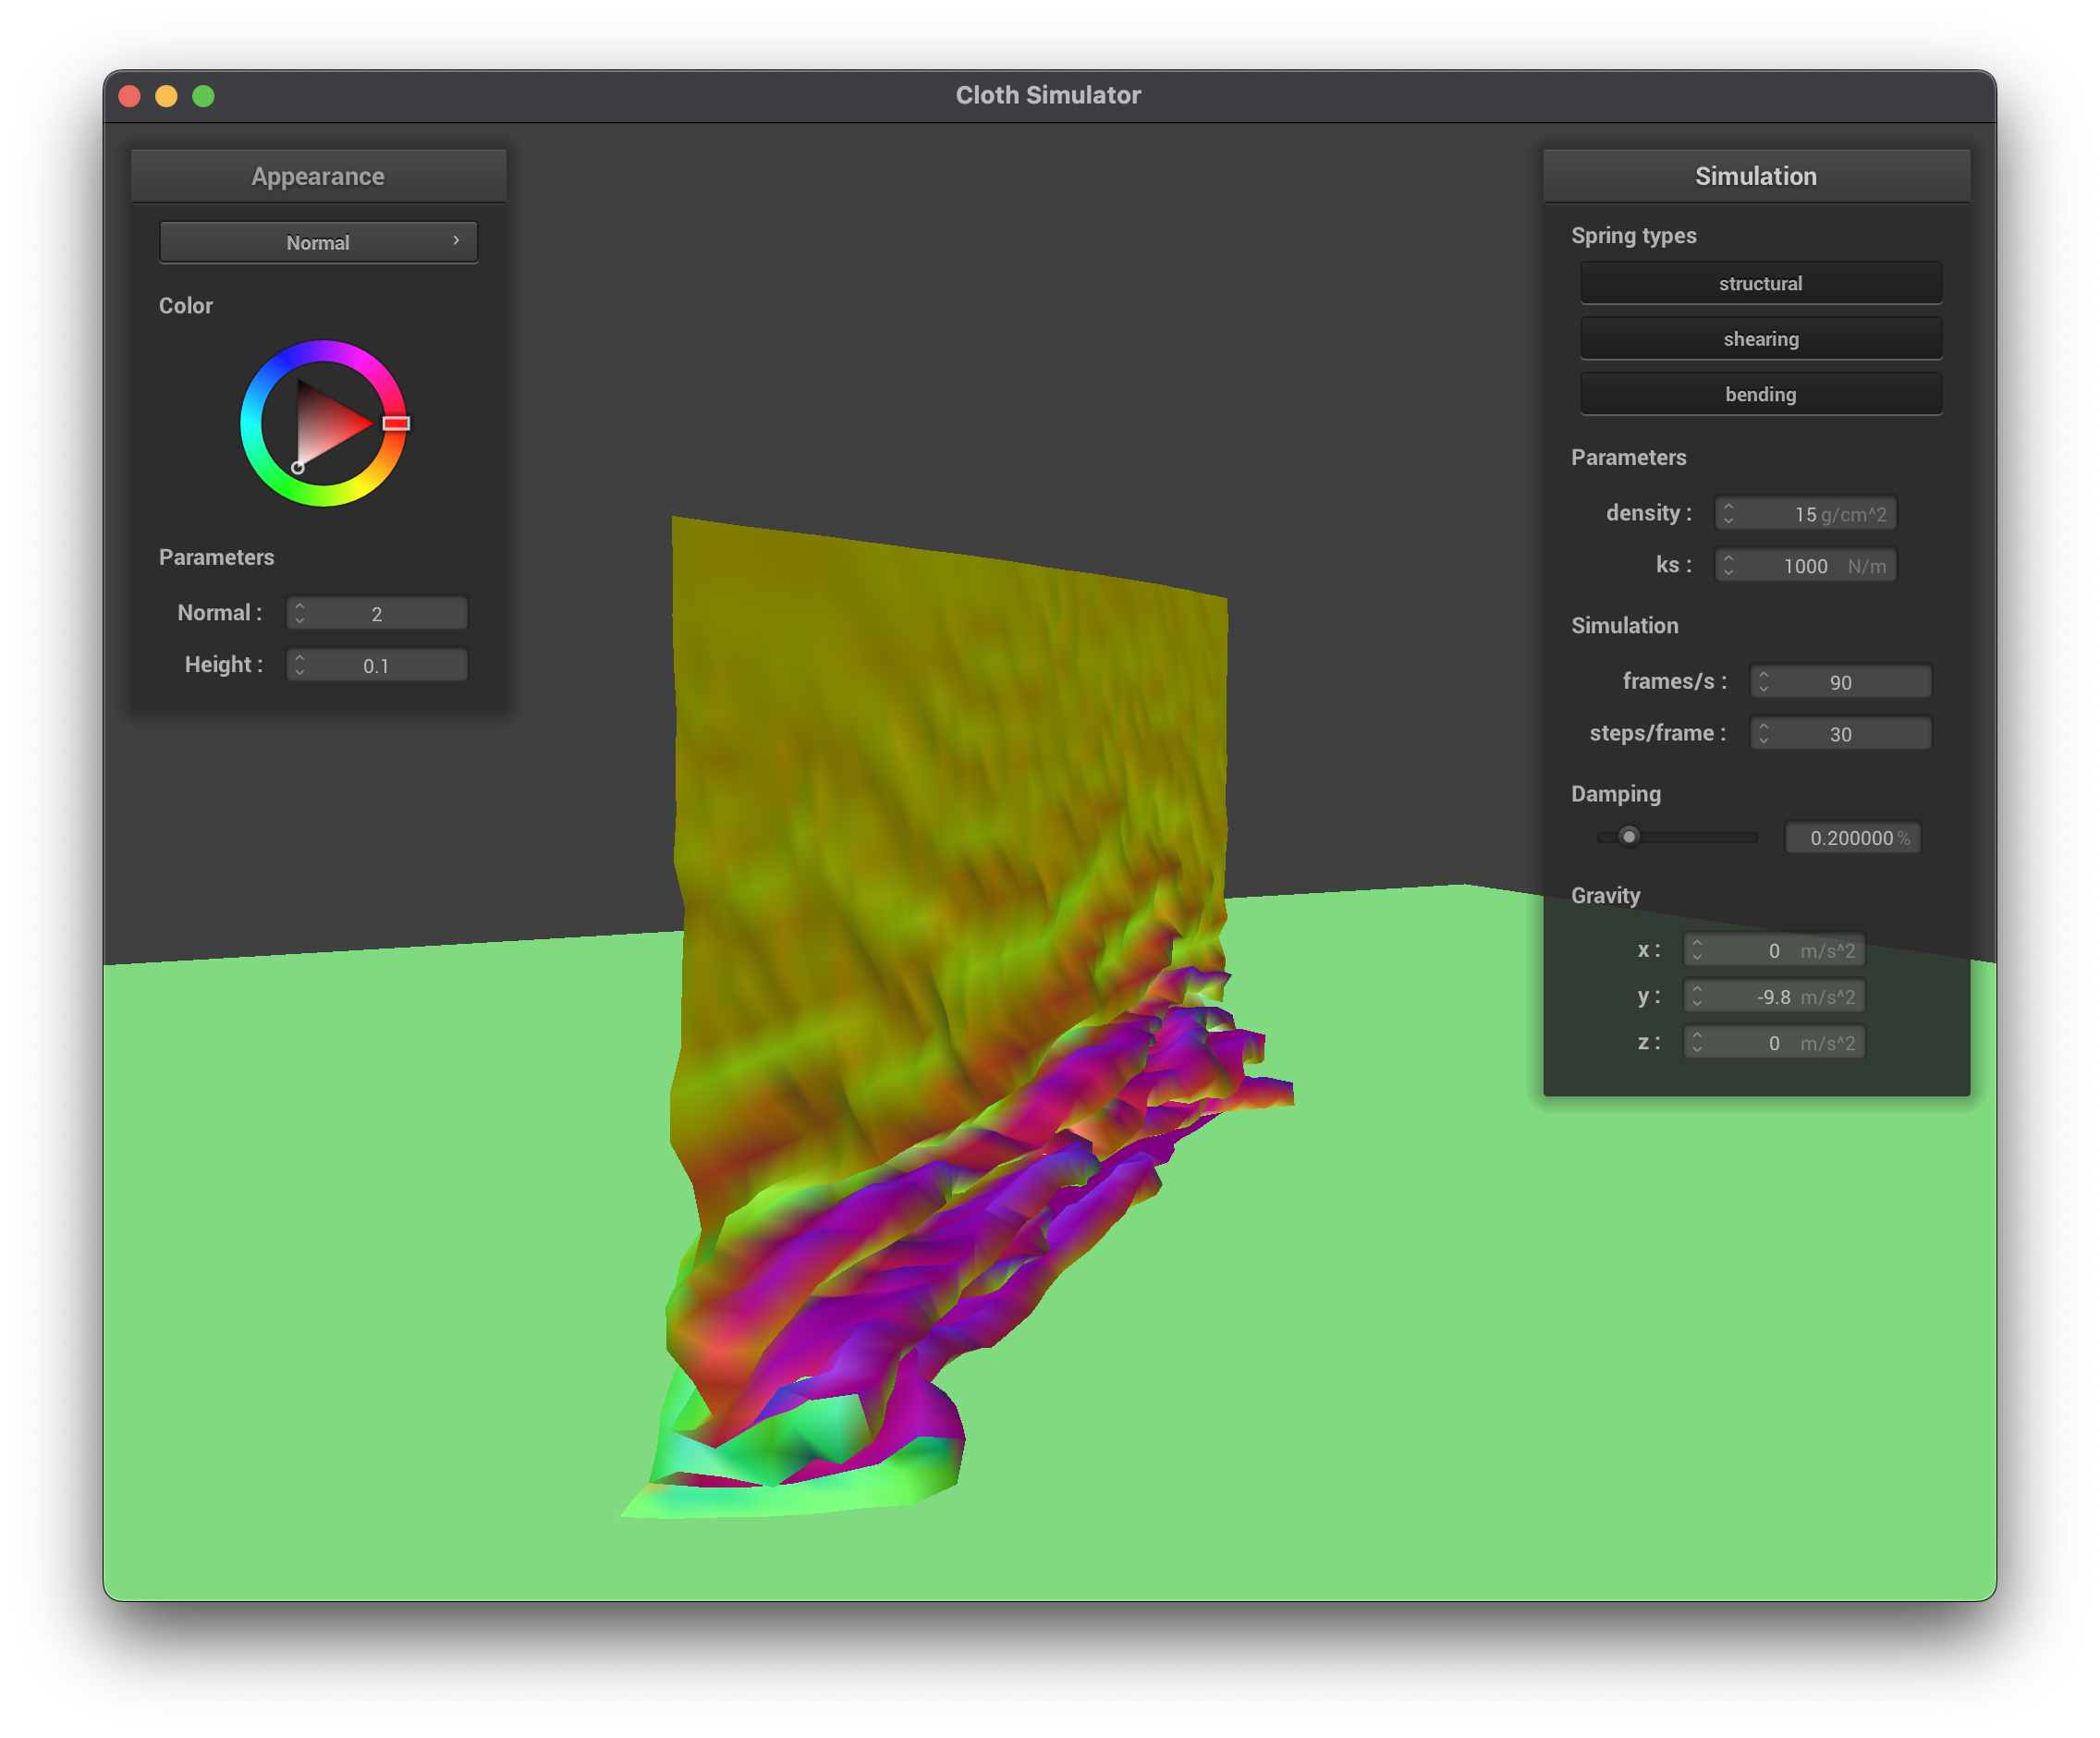 Cloth Simulator
Appearance
Normal
Color
Parameters
Normal : 2
Height : 0.1
Simulation
Spring types
structural
shearing
bending
Parameters
density : 15 g/cm^2
ks : 1000 N/m
Simulation
frames/s : 90
steps/frame : 30
Damping
0.200000 %
Gravity
x : 0 m/s^2
y : -9.8 m/s^2
z : 0 m/s^2